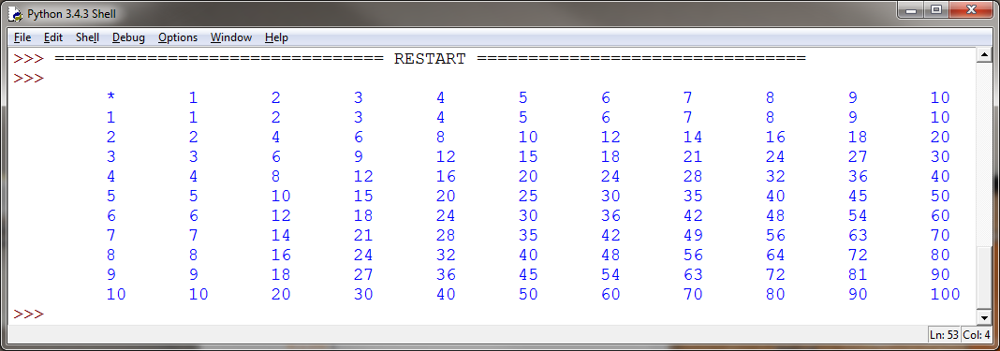 Python 3.4.3 Shell
File Edit Shell Debug Options Window Help
>>> ================================ RESTART ================================
>>>
* 1 2 3 4 5 6 7 8 9 10
1 1 2 3 4 5 6 7 8 9 10
2 2 4 6 8 10 12 14 16 18 20
3 3 6 9 12 15 18 21 24 27 30
4 4 8 12 16 20 24 28 32 36 40
5 5 10 15 20 25 30 35 40 45 50
6 6 12 18 24 30 36 42 48 54 60
7 7 14 21 28 35 42 49 56 63 70
8 8 16 24 32 40 48 56 64 72 80
9 9 18 27 36 45 54 63 72 81 90
10 10 20 30 40 50 60 70 80 90 100
>>>
Ln: 53 Col: 4